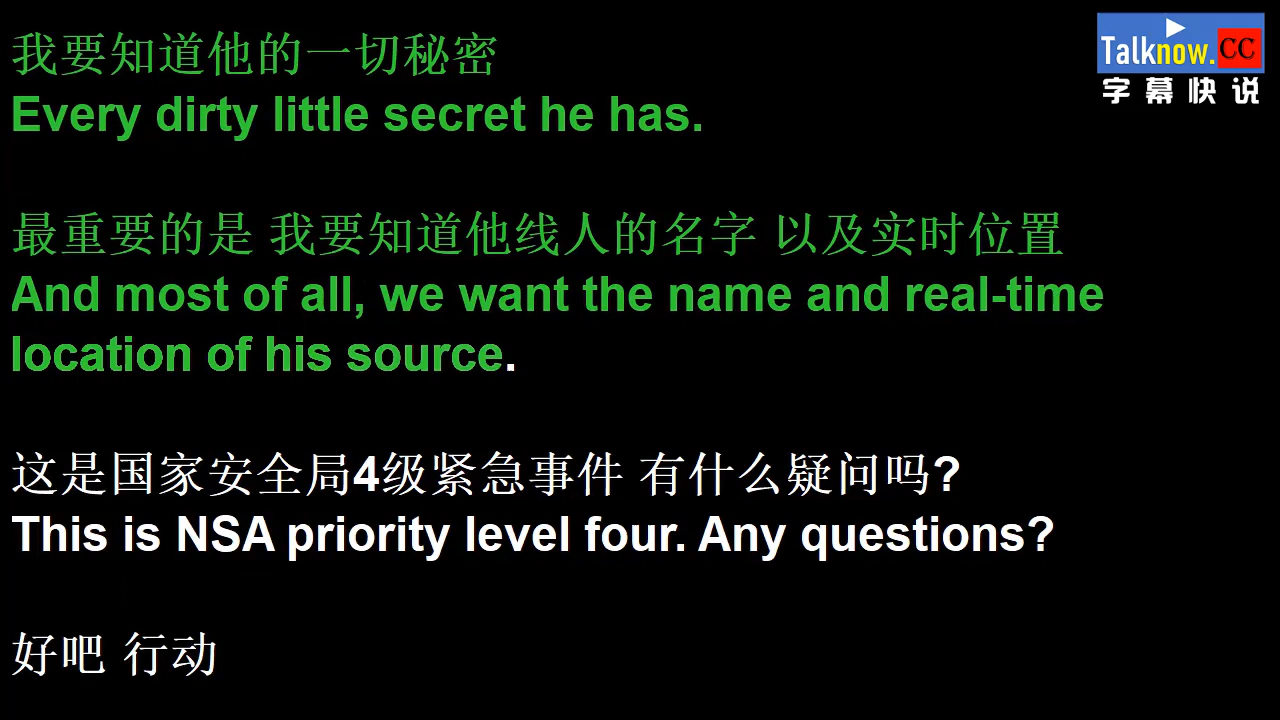 我要知道他的一切秘密
Every dirty little secret he has.
最重要的是 我要知道他线人的名字 以及实时位置
And most of all, we want the name and real-time
location of his source.
这是国家安全局4级紧急事件 有什么疑问吗?
This is NSA priority level four. Any questions?
好吧 行动
Talknow.CC
字幕快说